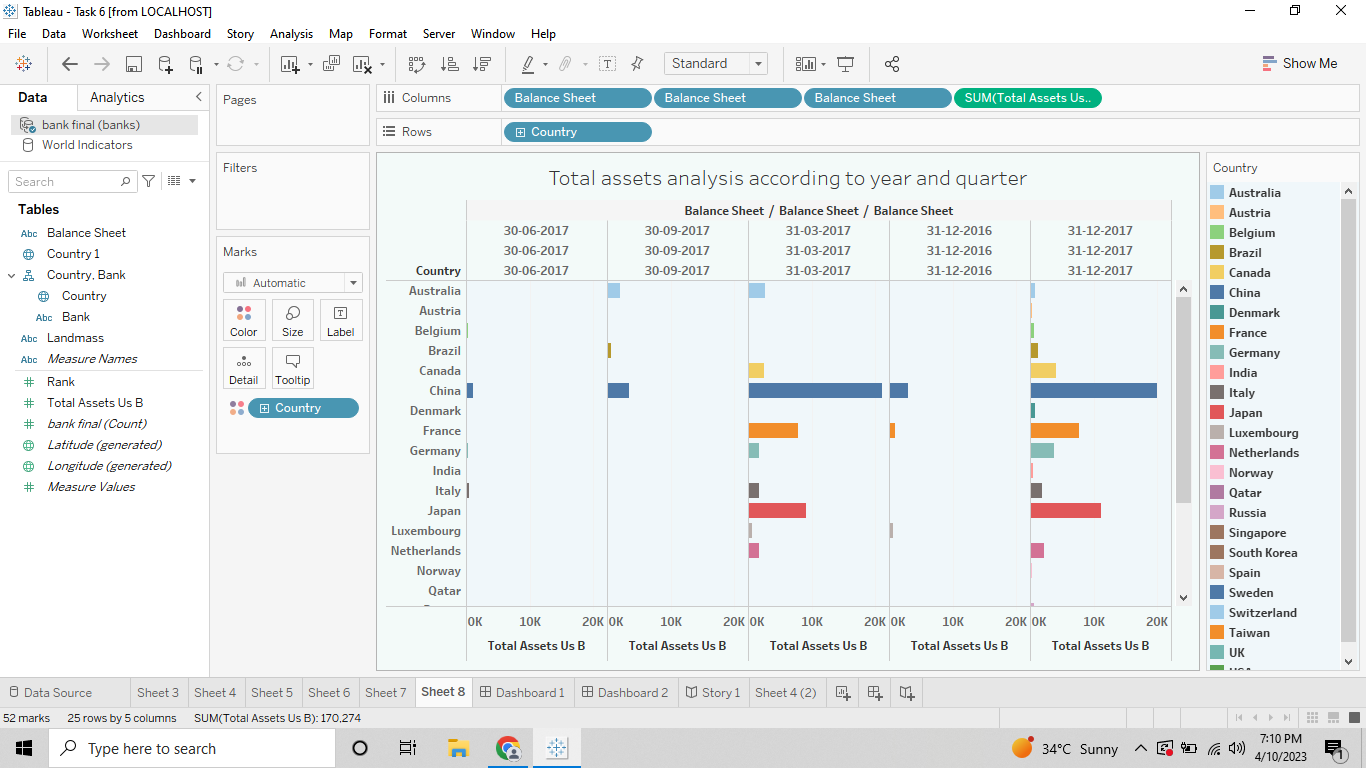 Tableau - Task 6 [from LOCALHOST]
File Data Worksheet Dashboard Story Analysis Map Format Server Window Help
Standard
Show Me
Data Analytics
bank final (banks)
World Indicators
Search
Tables
Abc Balance Sheet
Country 1
Country, Bank
Country
Abc Bank
Abc Landmass
Abc Measure Names
# Rank
# Total Assets Us B
# bank final (Count)
Latitude (generated)
Longitude (generated)
# Measure Values
Pages
Filters
Marks
Automatic
Color Size Label
Detail Tooltip
Country
Columns Balance Sheet Balance Sheet Balance Sheet SUM(Total Assets Us..
Rows Country
Total assets analysis according to year and quarter
Balance Sheet / Balance Sheet / Balance Sheet
30-06-2017 30-09-2017 31-03-2017 31-12-2016 31-12-2017
30-06-2017 30-09-2017 31-03-2017 31-12-2016 31-12-2017
Country 30-06-2017 30-09-2017 31-03-2017 31-12-2016 31-12-2017
Australia
Austria
Belgium
Brazil
Canada
China
Denmark
France
Germany
India
Italy
Japan
Luxembourg
Netherlands
Norway
Qatar
0K 10K 20K 0K 10K 20K 0K 10K 20K 0K 10K 20K 0K 10K 20K
Total Assets Us B Total Assets Us B Total Assets Us B Total Assets Us B Total Assets Us B
Country
Australia
Austria
Belgium
Brazil
Canada
China
Denmark
France
Germany
India
Italy
Japan
Luxembourg
Netherlands
Norway
Qatar
Russia
Singapore
South Korea
Spain
Sweden
Switzerland
Taiwan
UK
Data Source Sheet 3 Sheet 4 Sheet 5 Sheet 6 Sheet 7 Sheet 8 Dashboard 1 Dashboard 2 Story 1 Sheet 4 (2)
52 marks 25 rows by 5 columns SUM(Total Assets Us B): 170,274
Type here to search
34°C Sunny
7:10 PM
4/10/2023
1